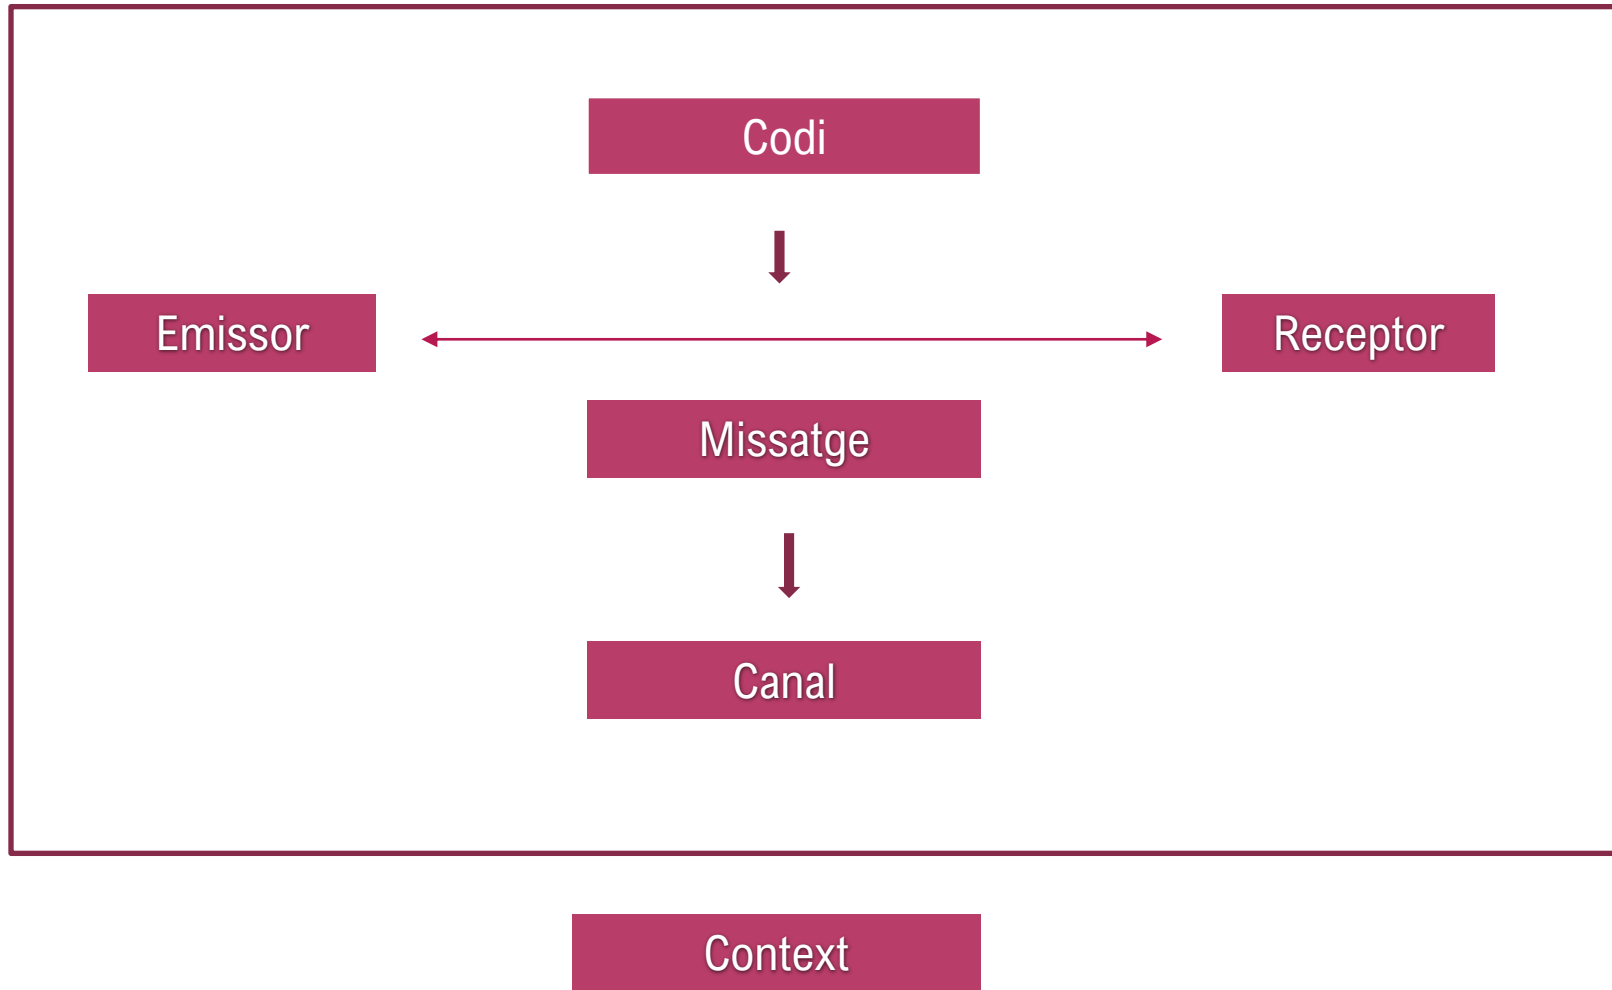 Codi
Emissor
Receptor
Missatge
Canal
Context